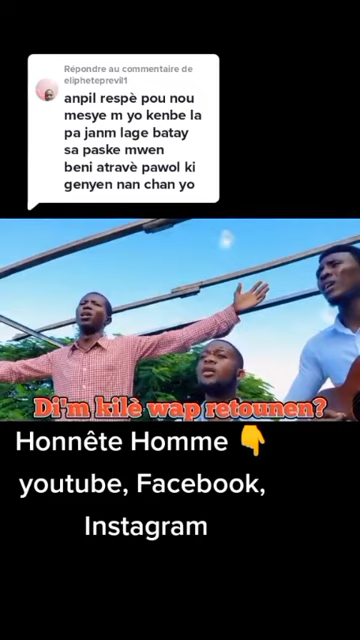 Répondre au commentaire de
elipheteprevil1
anpil respè pou nou
mesye m yo kenbe la
pa janm lage batay
sa paske mwen
beni atravè pawol ki
genyen nan chan yo
Di'm kilè wap retounen?
Honnête Homme 👇
youtube, Facebook,
Instagram